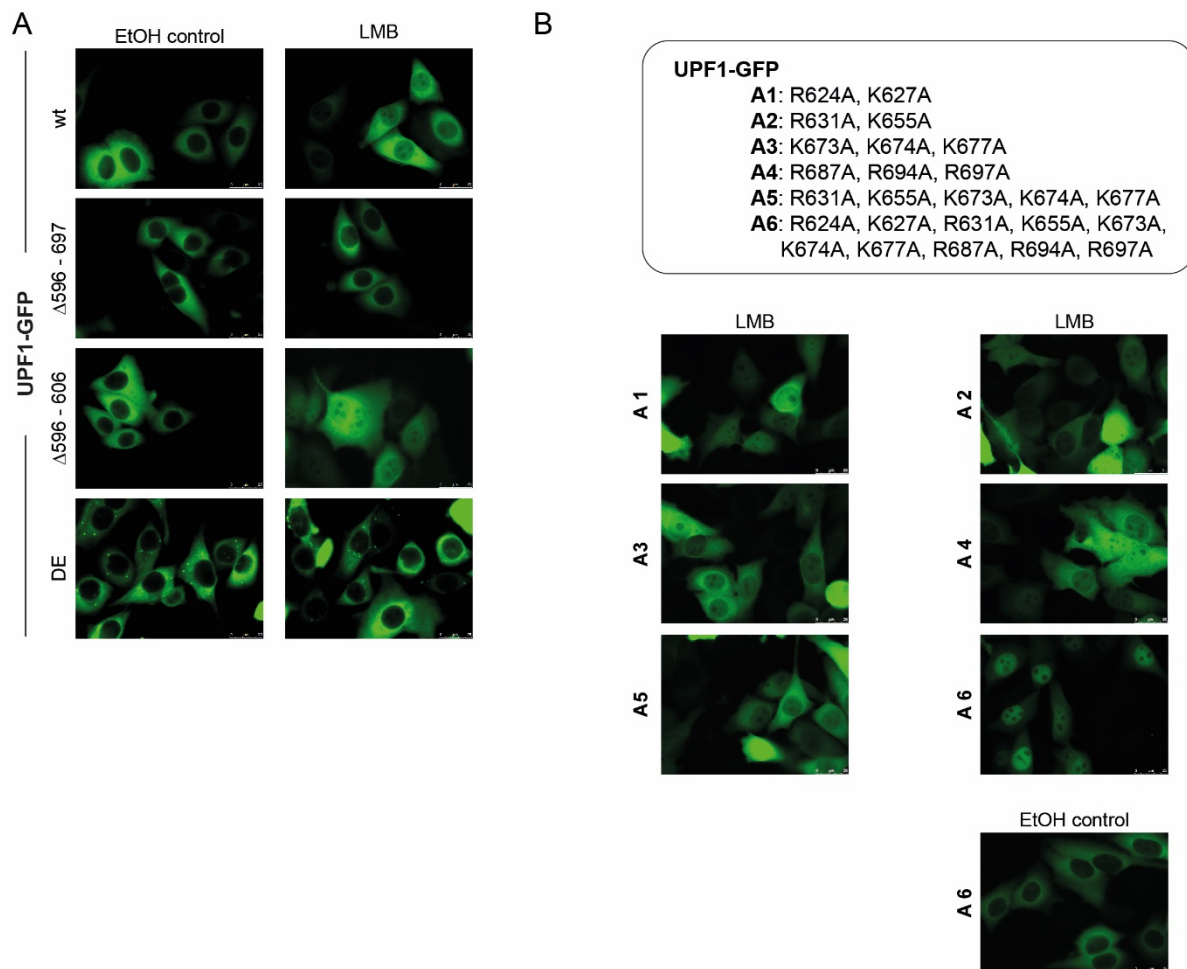 A
EtOH control
LMB
UPF1-GFP
wt
Δ596 - 697
Δ596 - 606
DE
B
UPF1-GFP
A1: R624A, K627A
A2: R631A, K655A
A3: K673A, K674A, K677A
A4: R687A, R694A, R697A
A5: R631A, K655A, K673A, K674A, K677A
A6: R624A, K627A, R631A, K655A, K673A,
K674A, K677A, R687A, R694A, R697A
LMB
LMB
A 1
A 2
A3
A 4
A5
A 6
EtOH control
A 6